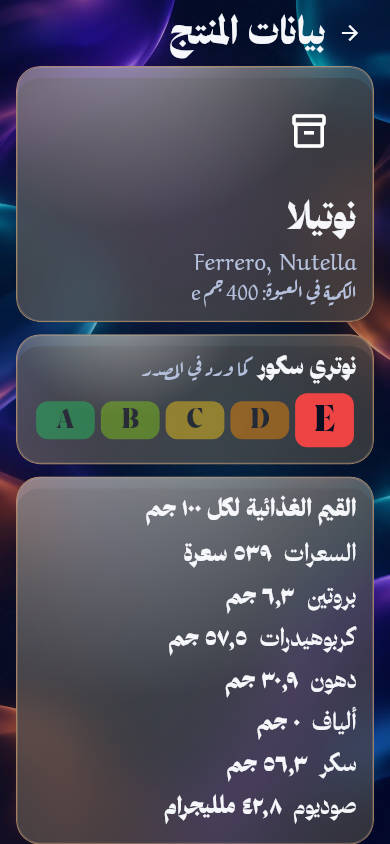 بيانات المنتج
نوتيلا
Ferrero, Nutella
الكمية في العبوة: 400 جم e
نوتري سكور كما ورد في المصدر
E D C B A
القيم الغذائية لكل ١٠٠ جم
السعرات ٥٣٩ سعرة
بروتين ٦,٣ جم
كربوهيدرات ٥٧,٥ جم
دهون ٣٠,٩ جم
ألياف ٠ جم
سكر ٥٦,٣ جم
صوديوم ٤٢,٨ ملليجرام